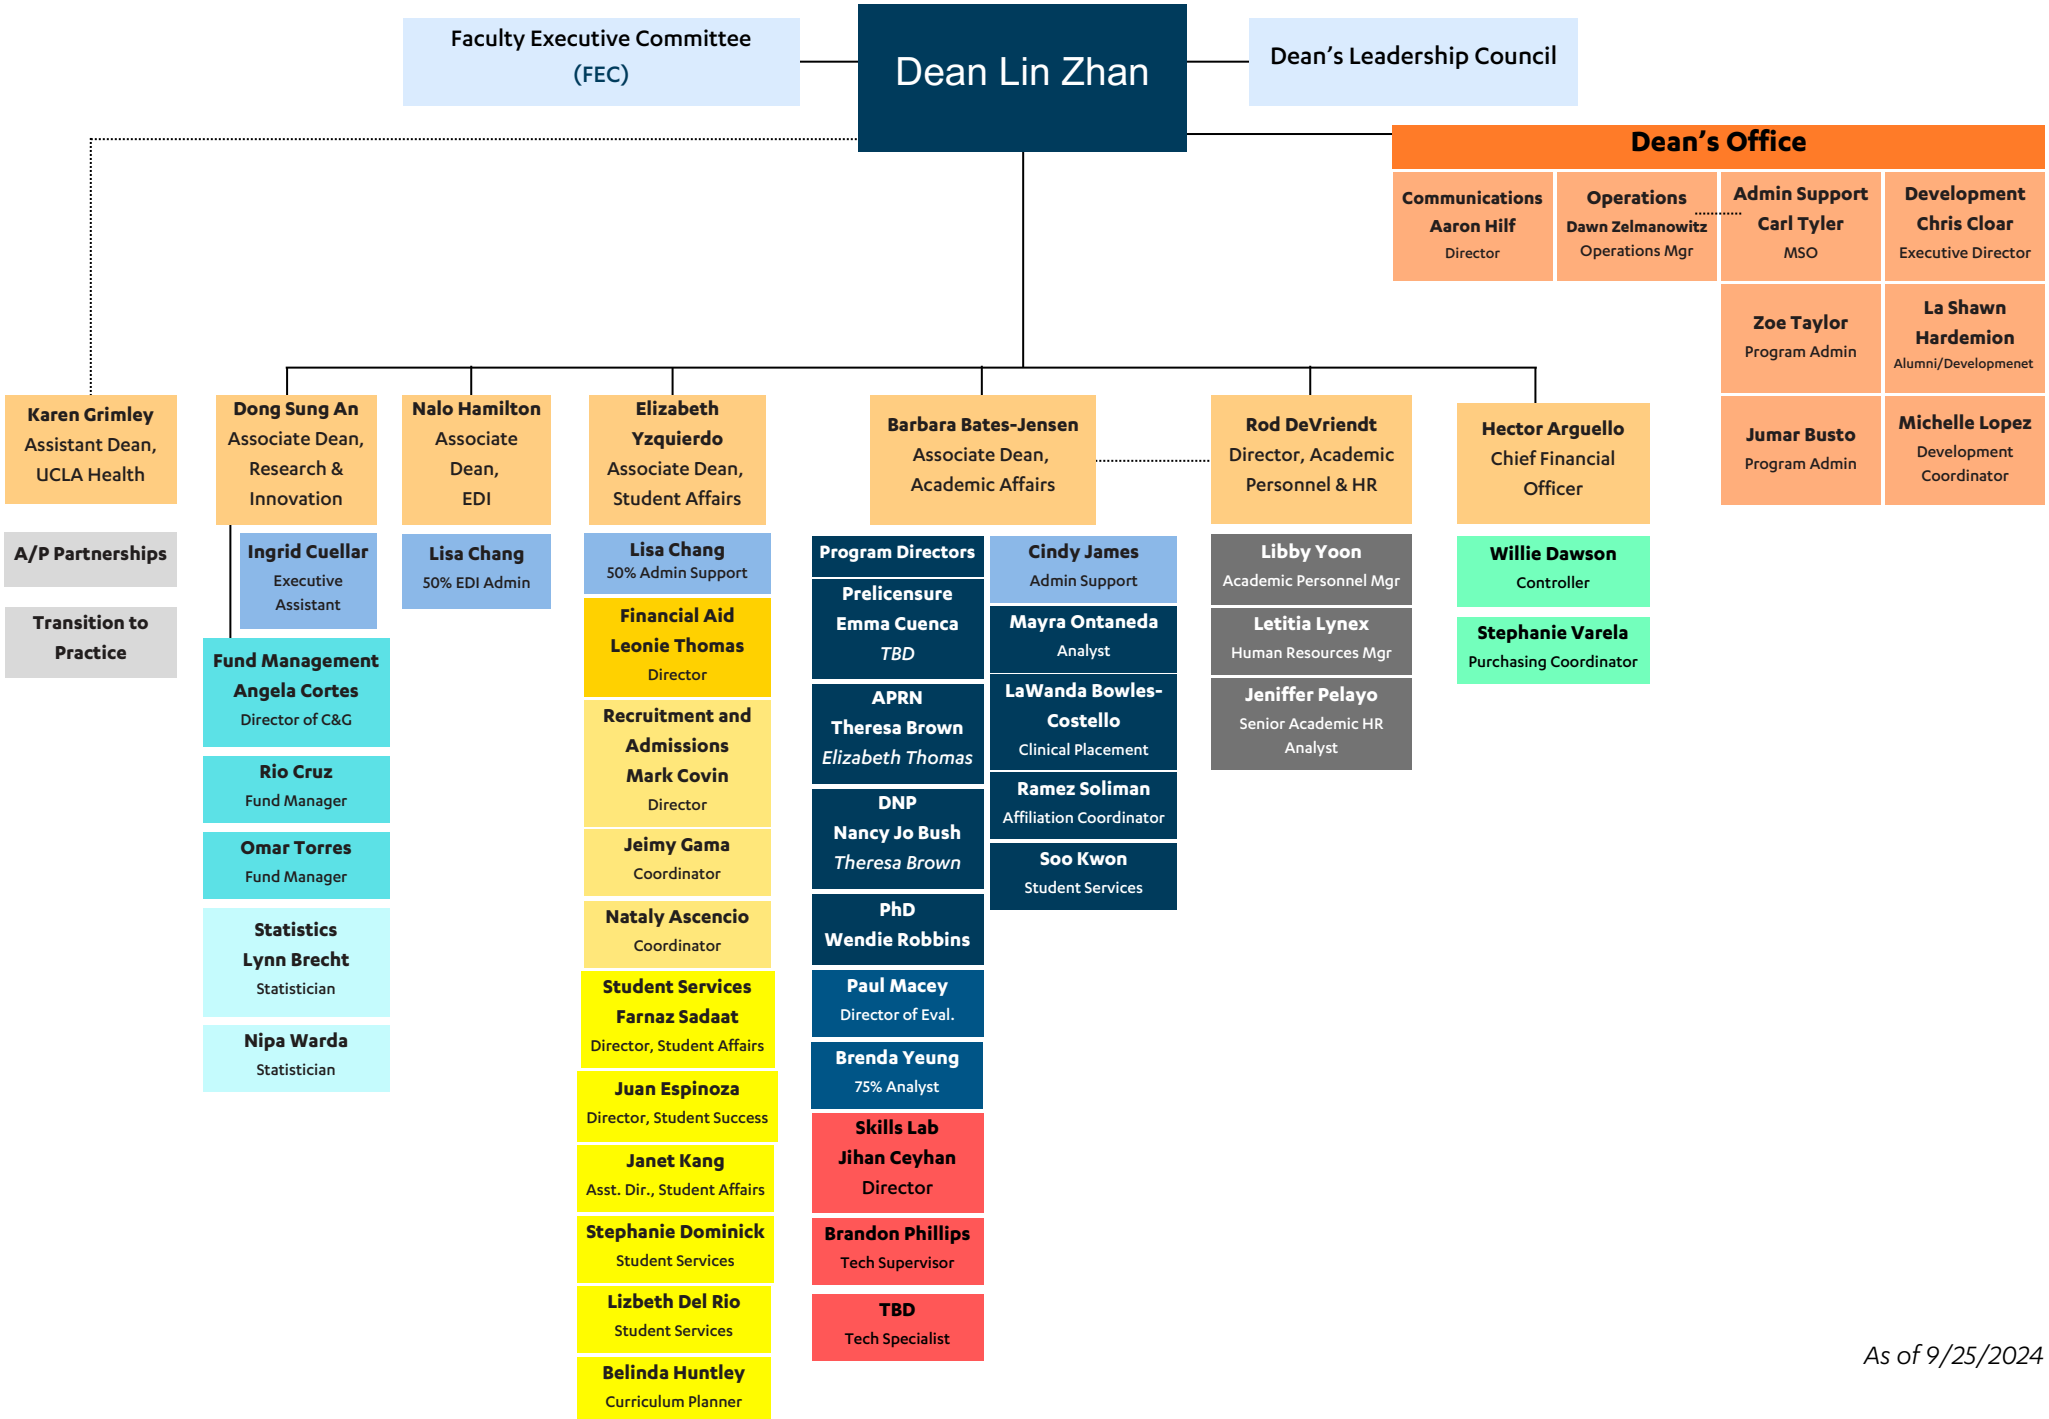 Faculty Executive Committee
(FEC)
Dean Lin Zhan
Dean's Leadership Council
Dean's Office
Communications
Aaron Hilf
Director
Operations
Dawn Zelmanowitz
Operations Mgr
Admin Support
Carl Tyler
MSO
Development
Chris Cloar
Executive Director
Zoe Taylor
Program Admin
La Shawn
Hardemion
Alumni/Developmenet
Jumar Busto
Program Admin
Michelle Lopez
Development
Coordinator
Karen Grimley
Assistant Dean,
UCLA Health
A/P Partnerships
Transition to
Practice
Dong Sung An
Associate Dean,
Research &
Innovation
Ingrid Cuellar
Executive
Assistant
Fund Management
Angela Cortes
Director of C&G
Rio Cruz
Fund Manager
Omar Torres
Fund Manager
Statistics
Lynn Brecht
Statistician
Nipa Warda
Statistician
Nalo Hamilton
Associate
Dean,
EDI
Lisa Chang
50% EDI Admin
Elizabeth
Yzquierdo
Associate Dean,
Student Affairs
Lisa Chang
50% Admin Support
Financial Aid
Leonie Thomas
Director
Recruitment and
Admissions
Mark Covin
Director
Jeimy Gama
Coordinator
Nataly Ascencio
Coordinator
Student Services
Farnaz Sadaat
Director, Student Affairs
Juan Espinoza
Director, Student Success
Janet Kang
Asst. Dir., Student Affairs
Stephanie Dominick
Student Services
Lizbeth Del Rio
Student Services
Belinda Huntley
Curriculum Planner
Barbara Bates-Jensen
Associate Dean,
Academic Affairs
Program Directors
Prelicensure
Emma Cuenca
TBD
APRN
Theresa Brown
Elizabeth Thomas
DNP
Nancy Jo Bush
Theresa Brown
PhD
Wendie Robbins
Paul Macey
Director of Eval.
Brenda Yeung
75% Analyst
Skills Lab
Jihan Ceyhan
Director
Brandon Phillips
Tech Supervisor
TBD
Tech Specialist
Cindy James
Admin Support
Mayra Ontaneda
Analyst
LaWanda Bowles-
Costello
Clinical Placement
Ramez Soliman
Affiliation Coordinator
Soo Kwon
Student Services
Rod DeVriendt
Director, Academic
Personnel & HR
Libby Yoon
Academic Personnel Mgr
Letitia Lynex
Human Resources Mgr
Jeniffer Pelayo
Senior Academic HR
Analyst
Hector Arguello
Chief Financial
Officer
Willie Dawson
Controller
Stephanie Varela
Purchasing Coordinator
As of 9/25/2024